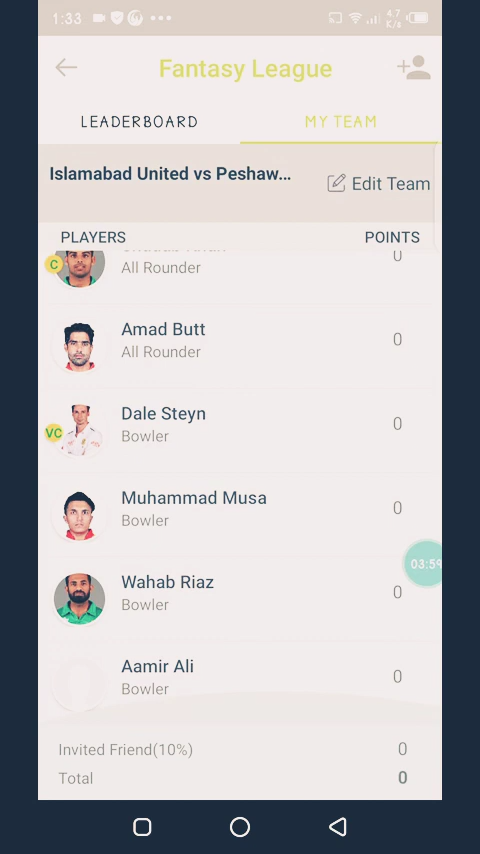 1:33
4.7
K/s
Fantasy League
LEADERBOARD MY TEAM
Islamabad United vs Peshaw...
Edit Team
PLAYERS POINTS
C
All Rounder
0
Amad Butt
All Rounder
0
VC
Dale Steyn
Bowler
0
Muhammad Musa
Bowler
0
Wahab Riaz
Bowler
0
Aamir Ali
Bowler
0
Invited Friend(10%) 0
Total 0